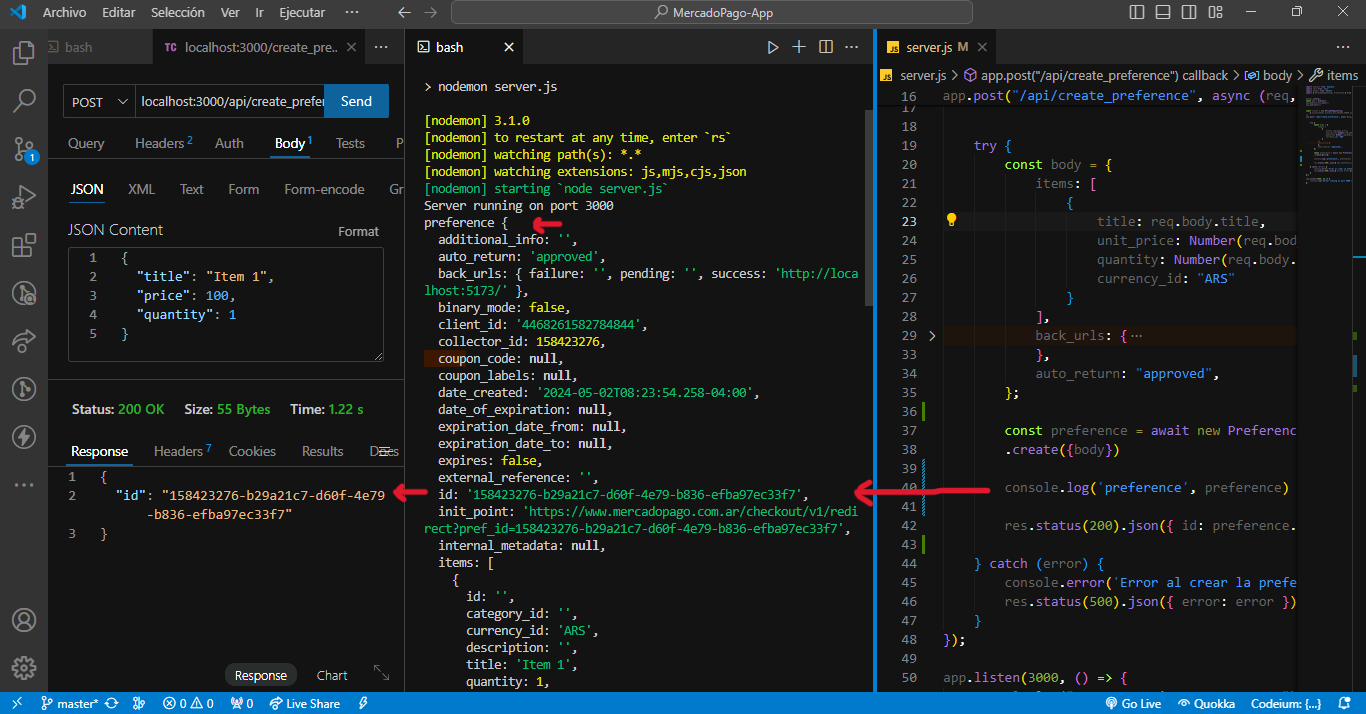 Archivo Editar Selección Ver Ir Ejecutar ··· MercadoPago-App
bash
TC localhost:3000/create_pre.. ···
POST localhost:3000/api/create_prefer Send
Query Headers 2 Auth Body 1 Tests P
JSON XML Text Form Form-encode Gr
JSON Content Format
1 {
2 "title": "Item 1",
3 "price": 100,
4 "quantity": 1
5 }
Status: 200 OK Size: 55 Bytes Time: 1.22 s
Response Headers 7 Cookies Results
1 {
2 "id": "158423276-b29a21c7-d60f-4e79
-b836-efba97ec33f7"
3 }
Response Chart
bash ···
> nodemon server.js
[nodemon] 3.1.0
[nodemon] to restart at any time, enter `rs`
[nodemon] watching path(s): *.*
[nodemon] watching extensions: js,mjs,cjs,json
[nodemon] starting `node server.js`
Server running on port 3000
preference {
additional_info: '',
auto_return: 'approved',
back_urls: { failure: '', pending: '', success: 'http://loca
lhost:5173/' },
binary_mode: false,
client_id: '4468261582784844',
collector_id: 158423276,
coupon_code: null,
coupon_labels: null,
date_created: '2024-05-02T08:23:54.258-04:00',
date_of_expiration: null,
expiration_date_from: null,
expiration_date_to: null,
expires: false,
external_reference: '',
id: '158423276-b29a21c7-d60f-4e79-b836-efba97ec33f7',
init_point: 'https://www.mercadopago.com.ar/checkout/v1/redi
rect?pref_id=158423276-b29a21c7-d60f-4e79-b836-efba97ec33f7',
internal_metadata: null,
items: [
{
id: '',
category_id: '',
currency_id: 'ARS',
description: '',
title: 'Item 1',
quantity: 1,
JS server.js M ···
JS server.js > app.post("/api/create_preference") callback > body > items
16 app.post("/api/create_preference", async (req,
17
18
19 try {
20 const body = {
21 items: [
22 {
23 title: req.body.title,
24 unit_price: Number(req.bod
25 quantity: Number(req.body.
26 currency_id: "ARS"
27 }
28 ],
29 back_urls: {···
33 },
34 auto_return: "approved",
35 };
36
37 const preference = await new Preferenc
38 .create({body})
39
40 console.log('preference', preference)
41
42 res.status(200).json({ id: preference.
43
44 } catch (error) {
45 console.error('Error al crear la prefe
46 res.status(500).json({ error: error })
47 }
48 });
49
50 app.listen(3000, () => {
1
master* 0 0 0 Live Share Go Live Quokka Codeium: {...}